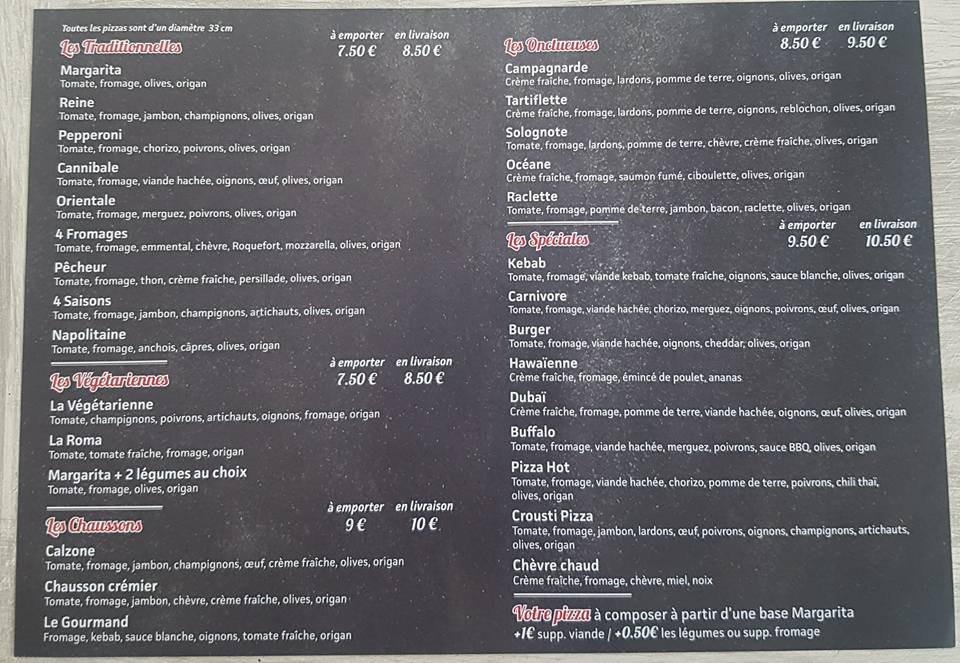 Toutes les pizzas sont d'un diamètre 33 cm
Les Traditionnelles
à emporter en livraison
7.50 € 8.50 €
Margarita
Tomate, fromage, olives, origan
Reine
Tomate, fromage, jambon, champignons, olives, origan
Pepperoni
Tomate, fromage, chorizo, poivrons, olives, origan
Cannibale
Tomate, fromage, viande hachée, oignons, œuf, olives, origan
Orientale
Tomate, fromage, merguez, poivrons, olives, origan
4 Fromages
Tomate, fromage, emmental, chèvre, Roquefort, mozzarella, olives, origan
Pêcheur
Tomate, fromage, thon, crème fraîche, persillade, olives, origan
4 Saisons
Tomate, fromage, jambon, champignons, artichauts, olives, origan
Napolitaine
Tomate, fromage, anchois, câpres, olives, origan
Les Végétariennes
à emporter en livraison
7.50 € 8.50 €
La Végétarienne
Tomate, champignons, poivrons, artichauts, oignons, fromage, origan
La Roma
Tomate, tomate fraîche, fromage, origan
Margarita + 2 légumes au choix
Tomate, fromage, olives, origan
Les Chaussons
à emporter en livraison
9 € 10 €
Calzone
Tomate, fromage, jambon, champignons, œuf, crème fraîche, olives, origan
Chausson crémier
Tomate, fromage, jambon, chèvre, crème fraîche, olives, origan
Le Gourmand
Fromage, kebab, sauce blanche, oignons, tomate fraîche, origan
Les Onctueuses
à emporter en livraison
8.50 € 9.50 €
Campagnarde
Crème fraîche, fromage, lardons, pomme de terre, oignons, olives, origan
Tartiflette
Crème fraîche, fromage, lardons, pomme de terre, oignons, reblochon, olives, origan
Solognote
Tomate, fromage, lardons, pomme de terre, chèvre, crème fraîche, olives, origan
Océane
Crème fraîche, fromage, saumon fumé, ciboulette, olives, origan
Raclette
Tomate, fromage, pomme de terre, jambon, bacon, raclette, olives, origan
Les Spéciales
à emporter en livraison
9.50 € 10.50 €
Kebab
Tomate, fromage, viande kebab, tomate fraîche, oignons, sauce blanche, olives, origan
Carnivore
Tomate, fromage, viande hachée, chorizo, merguez, oignons, poivrons, œuf, olives, origan
Burger
Tomate, fromage, viande hachée, oignons, cheddar, olives, origan
Hawaïenne
Crème fraîche, fromage, émincé de poulet, ananas
Dubaï
Crème fraîche, fromage, pomme de terre, viande hachée, oignons, œuf, olives, origan
Buffalo
Tomate, fromage, viande hachée, merguez, poivrons, sauce BBQ, olives, origan
Pizza Hot
Tomate, fromage, viande hachée, chorizo, pomme de terre, poivrons, chili thaï,
olives, origan
Crousti Pizza
Tomate, fromage, jambon, lardons, œuf, poivrons, oignons, champignons, artichauts,
olives, origan
Chèvre chaud
Crème fraîche, fromage, chèvre, miel, noix
Votre pizza à composer à partir d'une base Margarita
+1€ supp. viande / +0.50€ les légumes ou supp. fromage